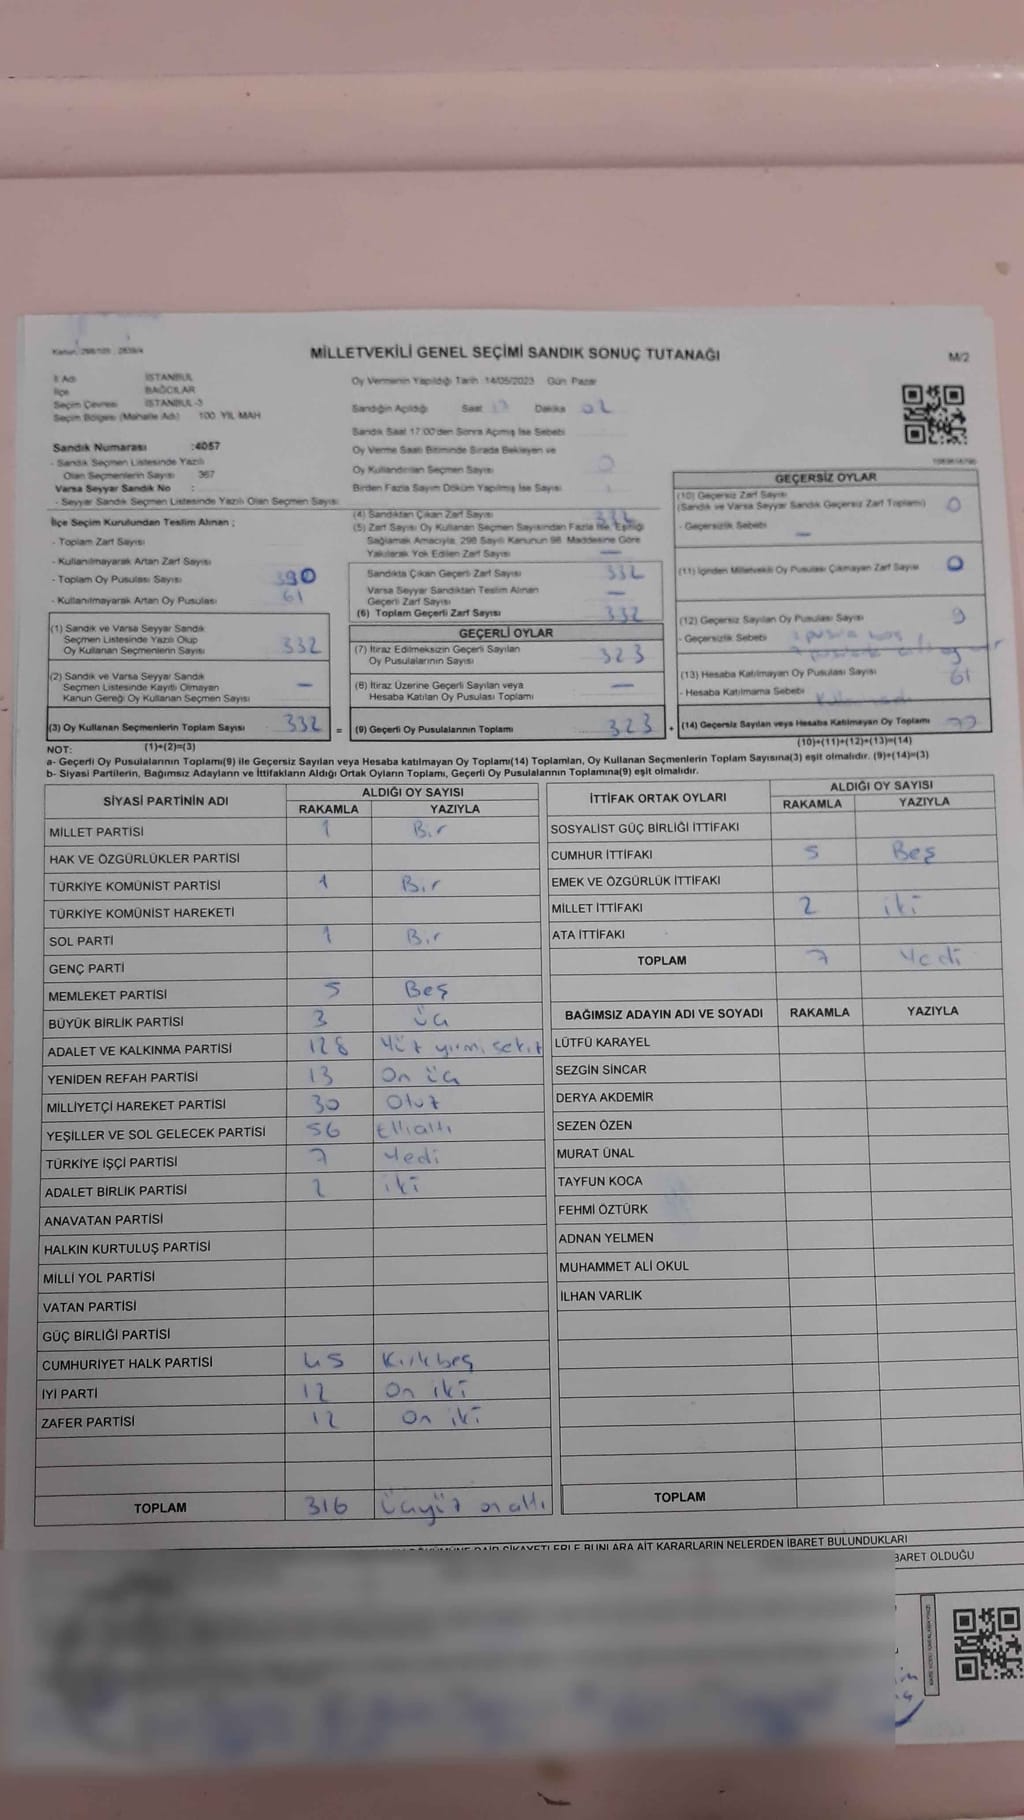 Kanun: 298/105 , 2839/4
MİLLETVEKİLİ GENEL SEÇİMİ SANDIK SONUÇ TUTANAĞI
M/2
İl Adı İSTANBUL
İlçe BAĞCILAR
Seçim Çevresi İSTANBUL-3
Seçim Bölgesi (Mahalle Adı) 100. YIL MAH
Sandık Numarası :4057
- Sandık Seçmen Listesinde Yazılı
Olan Seçmenlerin Sayısı 367
Varsa Seyyar Sandık No :
- Seyyar Sandık Seçmen Listesinde Yazılı Olan Seçmen Sayısı
Oy Vermenin Yapıldığı Tarih :14/05/2023 Gün: Pazar
Sandığın Açıldığı Saat 17 Dakika 02
Sandık Saat 17:00'den Sonra Açılmış İse Sebebi
Oy Verme Saati Bitiminde Sırada Bekleyen ve
Oy Kullandırılan Seçmen Sayısı 0
Birden Fazla Sayım Döküm Yapılmış İse Sayısı
İlçe Seçim Kurulundan Teslim Alınan ;
- Toplam Zarf Sayısı
- Kullanılmayarak Artan Zarf Sayısı
- Toplam Oy Pusulası Sayısı 390
- Kullanılmayarak Artan Oy Pusulası 61
(1) Sandık ve Varsa Seyyar Sandık
Seçmen Listesinde Yazılı Olup
Oy Kullanan Seçmenlerin Sayısı 332
(2) Sandık ve Varsa Seyyar Sandık
Seçmen Listesinde Kayıtlı Olmayan
Kanun Gereği Oy Kullanan Seçmen Sayısı –
(3) Oy Kullanan Seçmenlerin Toplam Sayısı 332 =
(1)+(2)=(3)
(4) Sandıktan Çıkan Zarf Sayısı 332
(5) Zarf Sayısı Oy Kullanan Seçmen Sayısından Fazla İse, Eşitliği
Sağlamak Amacıyla, 298 Sayılı Kanunun 98. Maddesine Göre
Yakılarak Yok Edilen Zarf Sayısı –
Sandıkta Çıkan Geçerli Zarf Sayısı 332
Varsa Seyyar Sandıktan Teslim Alınan
Geçerli Zarf Sayısı –
(6) Toplam Geçerli Zarf Sayısı 332
GEÇERLİ OYLAR
(7) İtiraz Edilmeksizin Geçerli Sayılan
Oy Pusulalarının Sayısı 323
(8) İtiraz Üzerine Geçerli Sayılan veya
Hesaba Katılan Oy Pusulası Toplamı –
(9) Geçerli Oy Pusulalarının Toplamı 323 +
GEÇERSİZ OYLAR
(10) Geçersiz Zarf Sayısı
(Sandık ve Varsa Seyyar Sandık Geçersiz Zarf Toplamı) 0
- Geçersizlik Sebebi –
(11) İçinden Milletvekili Oy Pusulası Çıkmayan Zarf Sayısı 0
(12) Geçersiz Sayılan Oy Pusulası Sayısı 9
- Geçersizlik Sebebi
(13) Hesaba Katılmayan Oy Pusulası Sayısı 61
- Hesaba Katılmama Sebebi
(14) Geçersiz Sayılan veya Hesaba Katılmayan Oy Toplamı
(10)+(11)+(12)+(13)=(14)
NOT:
a- Geçerli Oy Pusulalarının Toplamı(9) ile Geçersiz Sayılan veya Hesaba katılmayan Oy Toplamı(14) Toplamları, Oy Kullanan Seçmenlerin Toplam Sayısına(3) eşit olmalıdır. (9)+(14)=(3)
b- Siyasi Partilerin, Bağımsız Adayların ve İttifakların Aldığı Ortak Oyların Toplamı, Geçerli Oy Pusulalarının Toplamına(9) eşit olmalıdır.
SİYASİ PARTİNİN ADI ALDIĞI OY SAYISI
RAKAMLA YAZIYLA
MİLLET PARTİSİ 1 Bir
HAK VE ÖZGÜRLÜKLER PARTİSİ
TÜRKİYE KOMÜNİST PARTİSİ 1 Bir
TÜRKİYE KOMÜNİST HAREKETİ
SOL PARTİ 1 Bir
GENÇ PARTİ
MEMLEKET PARTİSİ 5 Beş
BÜYÜK BİRLİK PARTİSİ 3 üç
ADALET VE KALKINMA PARTİSİ 128 Yüz yirmi sekiz
YENİDEN REFAH PARTİSİ 13 On üç
MİLLİYETÇİ HAREKET PARTİSİ 30 Otuz
YEŞİLLER VE SOL GELECEK PARTİSİ 56 Elli altı
TÜRKİYE İŞÇİ PARTİSİ 7 Yedi
ADALET BİRLİK PARTİSİ 2 iki
ANAVATAN PARTİSİ
HALKIN KURTULUŞ PARTİSİ
MİLLİ YOL PARTİSİ
VATAN PARTİSİ
GÜÇ BİRLİĞİ PARTİSİ
CUMHURİYET HALK PARTİSİ 45 Kırkbeş
İYİ PARTİ 12 On iki
ZAFER PARTİSİ 12 On iki
TOPLAM 316 üçyüz on altı
İTTİFAK ORTAK OYLARI ALDIĞI OY SAYISI
RAKAMLA YAZIYLA
SOSYALİST GÜÇ BİRLİĞİ İTTİFAKI
CUMHUR İTTİFAKI 5 Beş
EMEK VE ÖZGÜRLÜK İTTİFAKI
MİLLET İTTİFAKI 2 iki
ATA İTTİFAKI
TOPLAM 7 Yedi
BAĞIMSIZ ADAYIN ADI VE SOYADI RAKAMLA YAZIYLA
LÜTFÜ KARAYEL
SEZGİN SİNCAR
DERYA AKDEMİR
SEZEN ÖZEN
MURAT ÜNAL
TAYFUN KOCA
FEHMİ ÖZTÜRK
ADNAN YELMEN
MUHAMMET ALİ OKUL
İLHAN VARLIK
TOPLAM
ŞİKAYETLERLE BUNLARA AİT KARARLARIN NELERDEN İBARET BULUNDUKLARI
BARET OLDUĞU